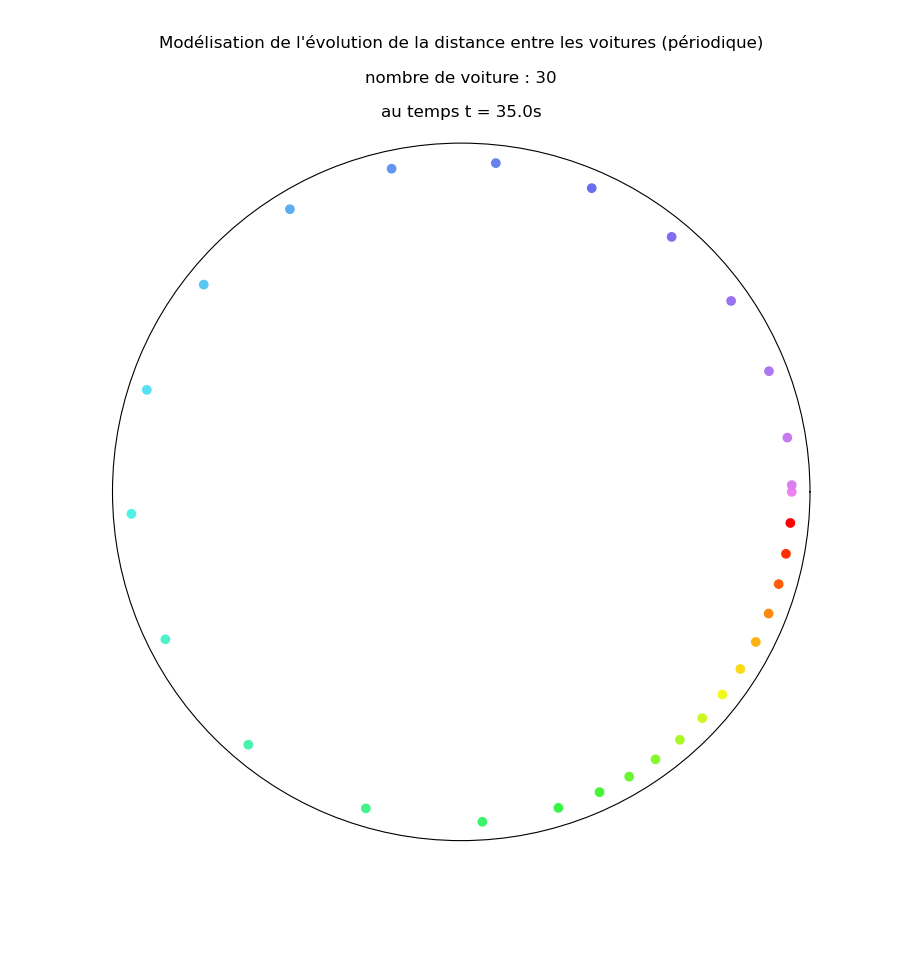 Modélisation de l'évolution de la distance entre les voitures (périodique)
nombre de voiture : 30
au temps t = 35.0s